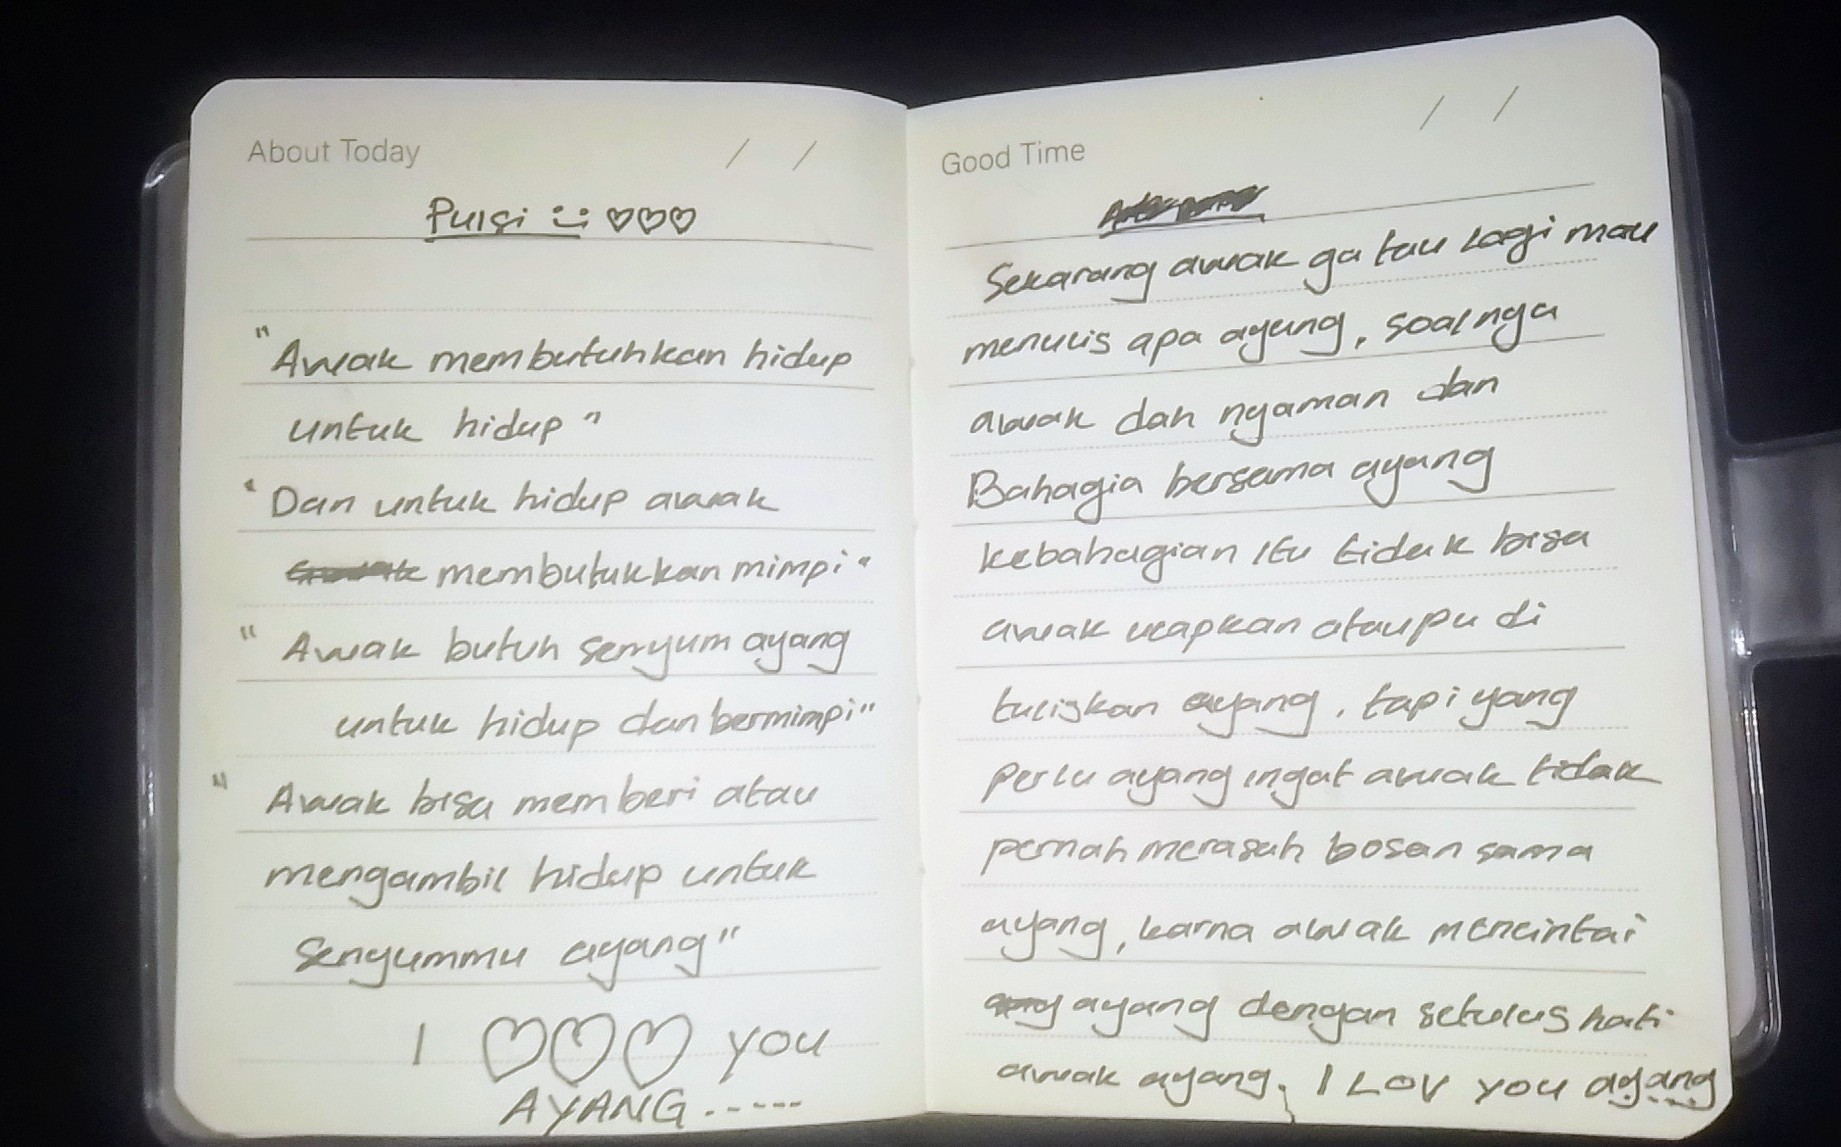 About Today / /
Puisi :) ♡♡♡
"Awak membutuhkan hidup
untuk hidup"
"Dan untuk hidup awak
membutukkan mimpi"
"Awak butuh senyum ayang
untuk hidup dan bermimpi"
"Awak bisa memberi atau
mengambil hidup untuk
Senyummu ayang"
I ♡♡♡ you
AYANG.-----
Good Time / /
Sekarang awak ga tau lagi mau
menulis apa ayang, soalnya
awak dah nyaman dan
Bahagia bersama ayang
kebahagian itu tidak bisa
awak ucapkan ataupu di
tuliskan ayang, tapi yang
perlu ayang ingat awak tidak
pernah merasah bosan sama
ayang, karna awak mencintai
ayang dengan setulus hati
awak ayang, I Lov you ayang